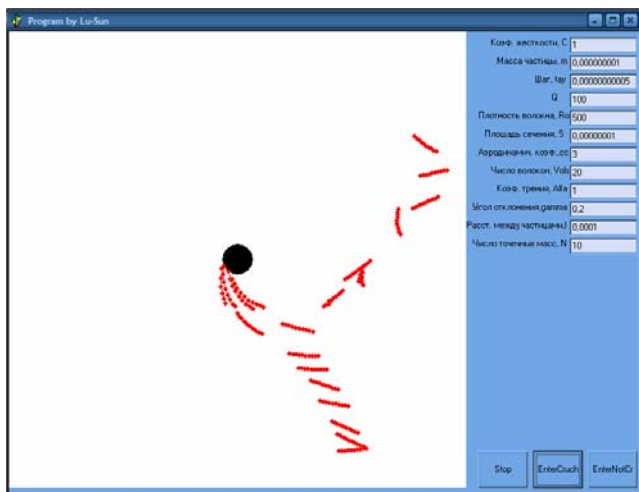 Program by Lu-Sun
Коэф. жесткости, C 1
Масса частицы, m 0,000000001
Шаг, tay 0,00000000005
Q 100
Плотность волокна, Ro 500
Площадь сечения, S 0,00000001
Аэродинамич. коэф.,cc 3
Число волокон, Vols 20
Коэф. трения, Alfa 1
Угол отклонения,gamma 0,2
Расст. между частицами,l 0,0001
Число точечных масс, N 10
Stop EnterCruch EnterNotCr